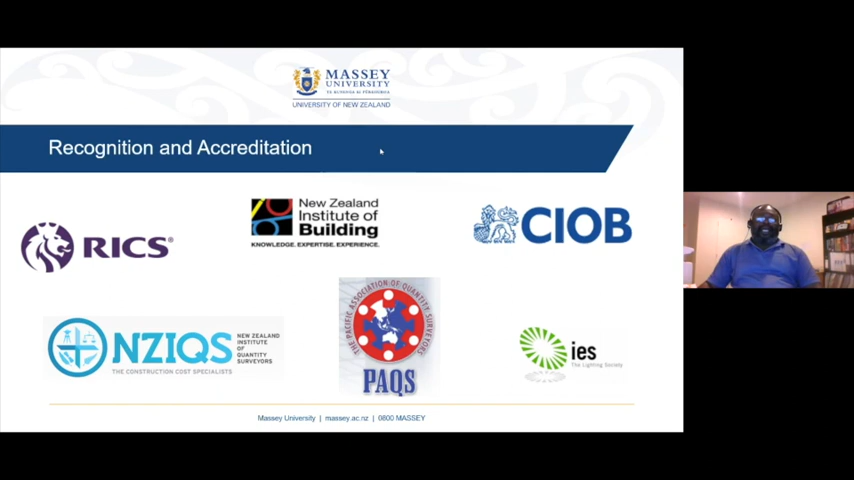 MASSEY
UNIVERSITY
TE KUNENGA KI PŪREHUROA
UNIVERSITY OF NEW ZEALAND
Recognition and Accreditation
RICS®
New Zealand
Institute of
Building
KNOWLEDGE. EXPERTISE. EXPERIENCE.
CIOB
NZIQS
NEW ZEALAND
INSTITUTE
OF
QUANTITY
SURVEYORS
THE CONSTRUCTION COST SPECIALISTS
THE PACIFIC ASSOCIATION OF QUANTITY SURVEYORS
PAQS
ies
The Lighting Society
Massey University | massey.ac.nz | 0800 MASSEY